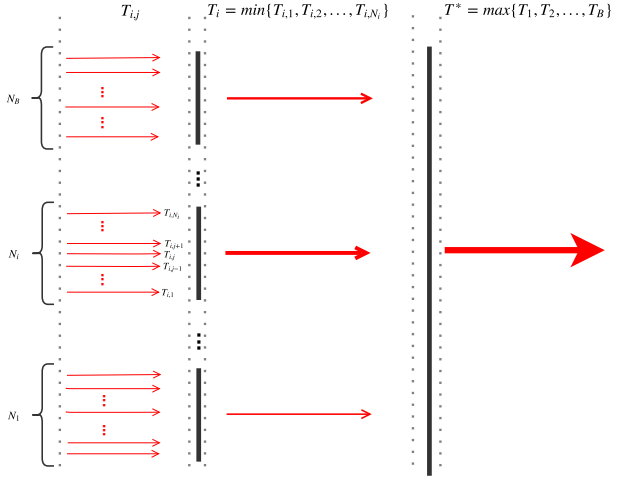 T_{i,j} T_i = min{T_{i,1}, T_{i,2}, ..., T_{i,N_i}} T* = max{T_1, T_2, ..., T_B}
N_B
T_{i,N_i}
T_{i,j+1}
N_i
T_{i,j}
T_{i,j−1}
T_{i,1}
N_1